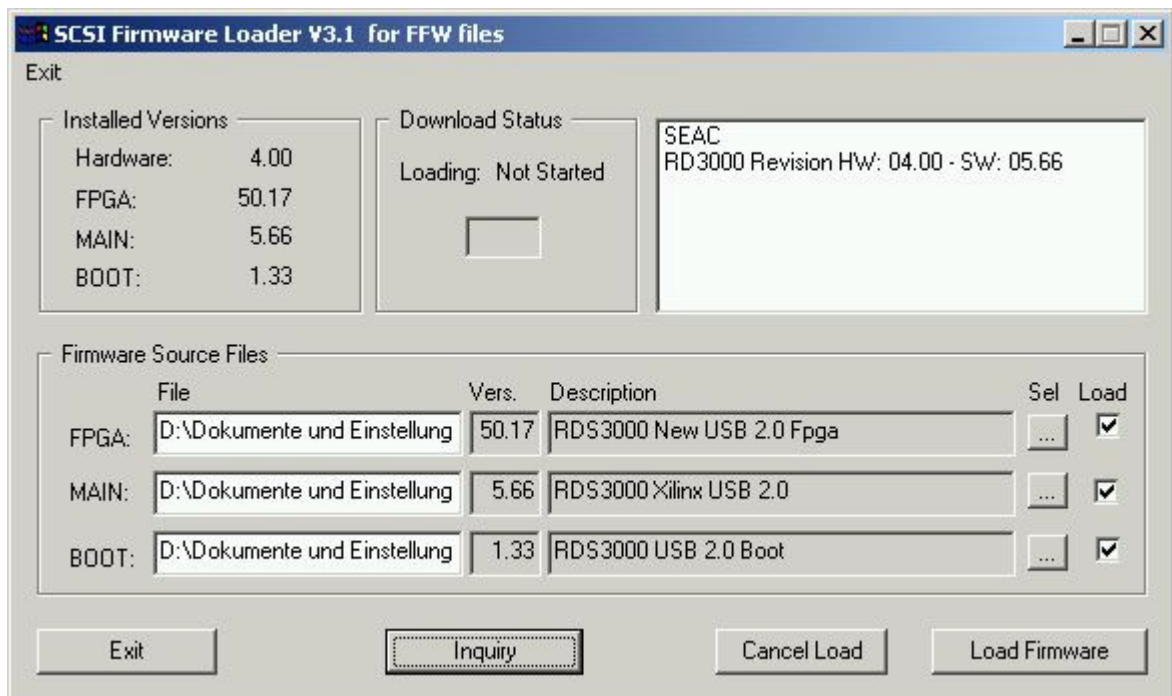 SCSI Firmware Loader V3.1 for FFW files
Exit
Installed Versions
Hardware: 4.00
FPGA: 50.17
MAIN: 5.66
BOOT: 1.33
Download Status
Loading: Not Started
SEAC
RD3000 Revision HW: 04.00 - SW: 05.66
Firmware Source Files
File Vers. Description Sel Load
FPGA: D:\Dokumente und Einstellung 50.17 RDS3000 New USB 2.0 Fpga ...
MAIN: D:\Dokumente und Einstellung 5.66 RDS3000 Xilinx USB 2.0 ...
BOOT: D:\Dokumente und Einstellung 1.33 RDS3000 USB 2.0 Boot ...
Exit Inquiry Cancel Load Load Firmware